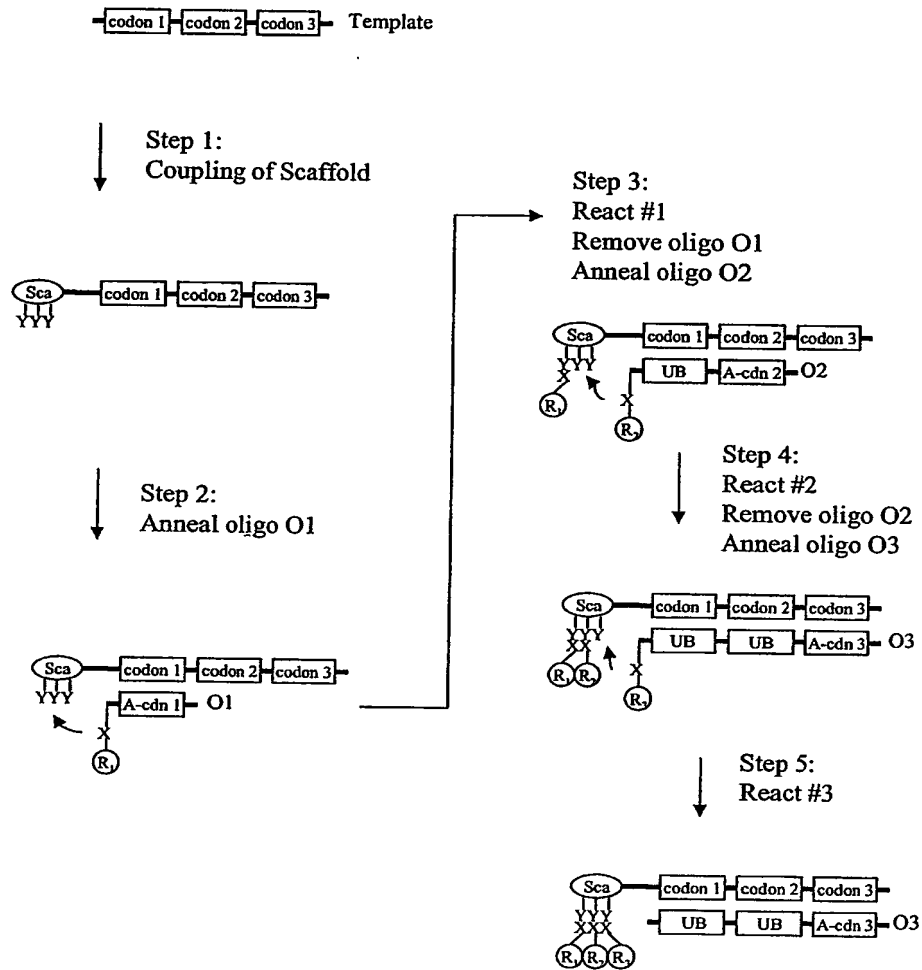 codon 1 codon 2 codon 3 Template
Step 1:
Coupling of Scaffold
Sca codon 1 codon 2 codon 3
Y Y Y
Step 2:
Anneal oligo O1
Sca codon 1 codon 2 codon 3
Y Y Y
A-cdn 1 O1
X
R1
Step 3:
React #1
Remove oligo O1
Anneal oligo O2
Sca codon 1 codon 2 codon 3
Y Y Y
UB A-cdn 2 O2
X X
R1 R2
Step 4:
React #2
Remove oligo O2
Anneal oligo O3
Sca codon 1 codon 2 codon 3
Y Y Y
UB UB A-cdn 3 O3
X X X
R1 R2 R3
Step 5:
React #3
Sca codon 1 codon 2 codon 3
Y Y Y
X X X UB UB A-cdn 3 O3
R1 R2 R3